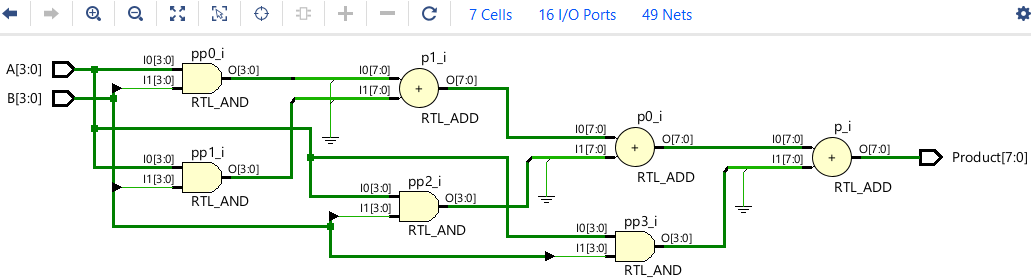 7 Cells 16 I/O Ports 49 Nets
A[3:0]
B[3:0]
pp0_i
I0[3:0]
I1[3:0]
O[3:0]
RTL_AND
p1_i
I0[7:0]
I1[7:0]
O[7:0]
RTL_ADD
pp1_i
I0[3:0]
I1[3:0]
O[3:0]
RTL_AND
pp2_i
I0[3:0]
I1[3:0]
O[3:0]
RTL_AND
p0_i
I0[7:0]
I1[7:0]
O[7:0]
RTL_ADD
pp3_i
I0[3:0]
I1[3:0]
O[3:0]
RTL_AND
p_i
I0[7:0]
I1[7:0]
O[7:0]
RTL_ADD
Product[7:0]